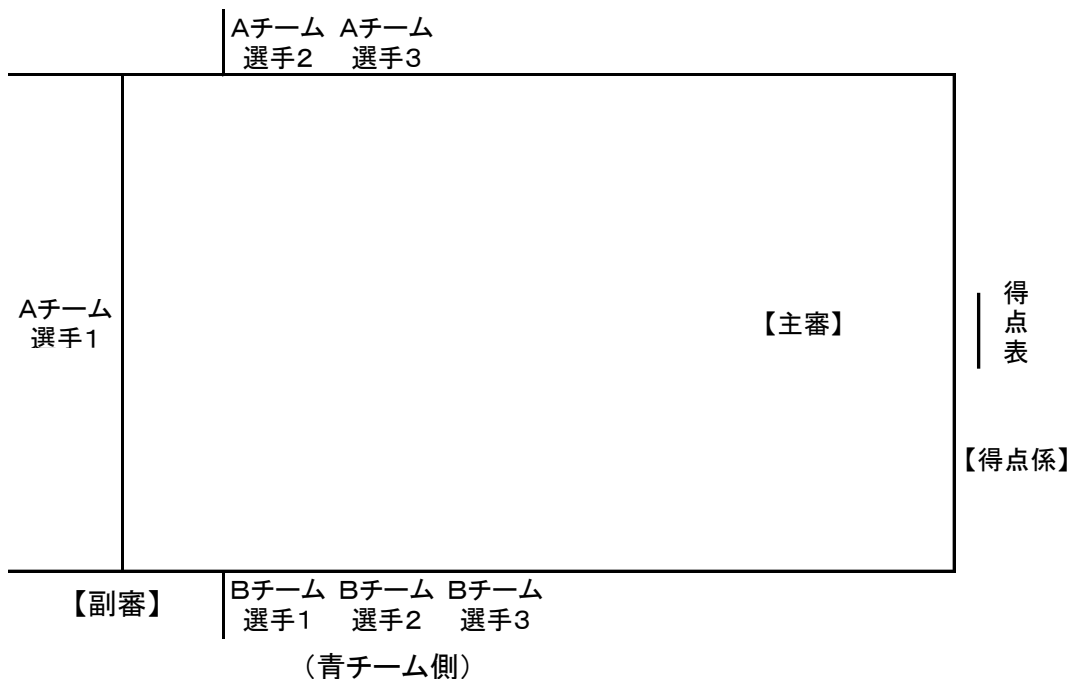 Aチーム Aチーム
選手2 選手3
Aチーム
選手1
【主審】
得点表
【得点係】
【副審】
Bチーム Bチーム Bチーム
選手1 選手2 選手3
（青チーム側）